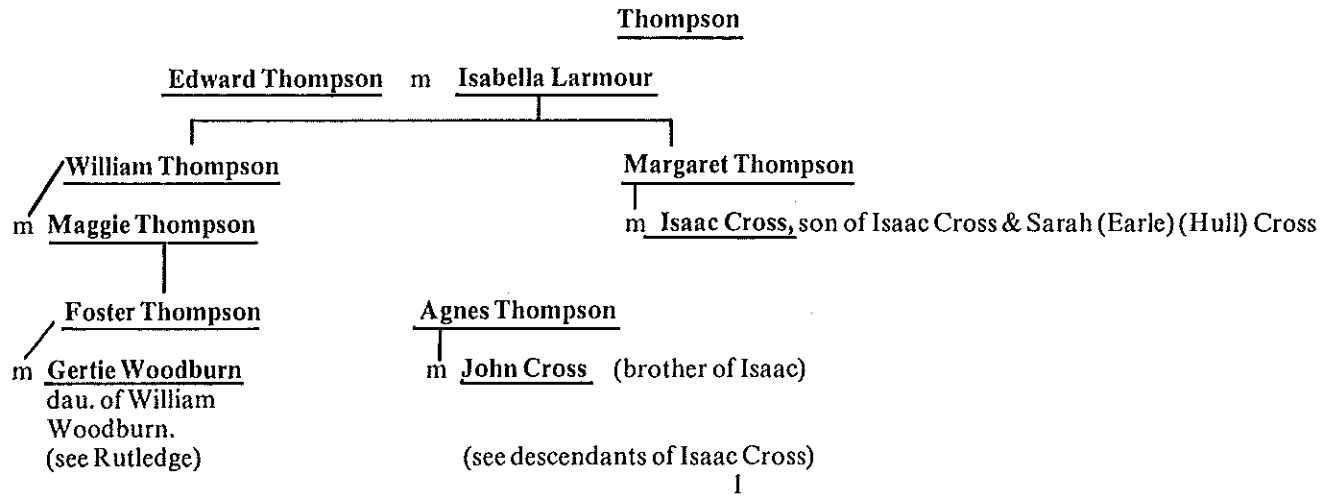 Thompson
Edward Thompson m Isabella Larmour
William Thompson Margaret Thompson
m Maggie Thompson m Isaac Cross, son of Isaac Cross & Sarah (Earle) (Hull) Cross
Foster Thompson Agnes Thompson
m Gertie Woodburn m John Cross (brother of Isaac)
dau. of William
Woodburn.
(see Rutledge) (see descendants of Isaac Cross)
1